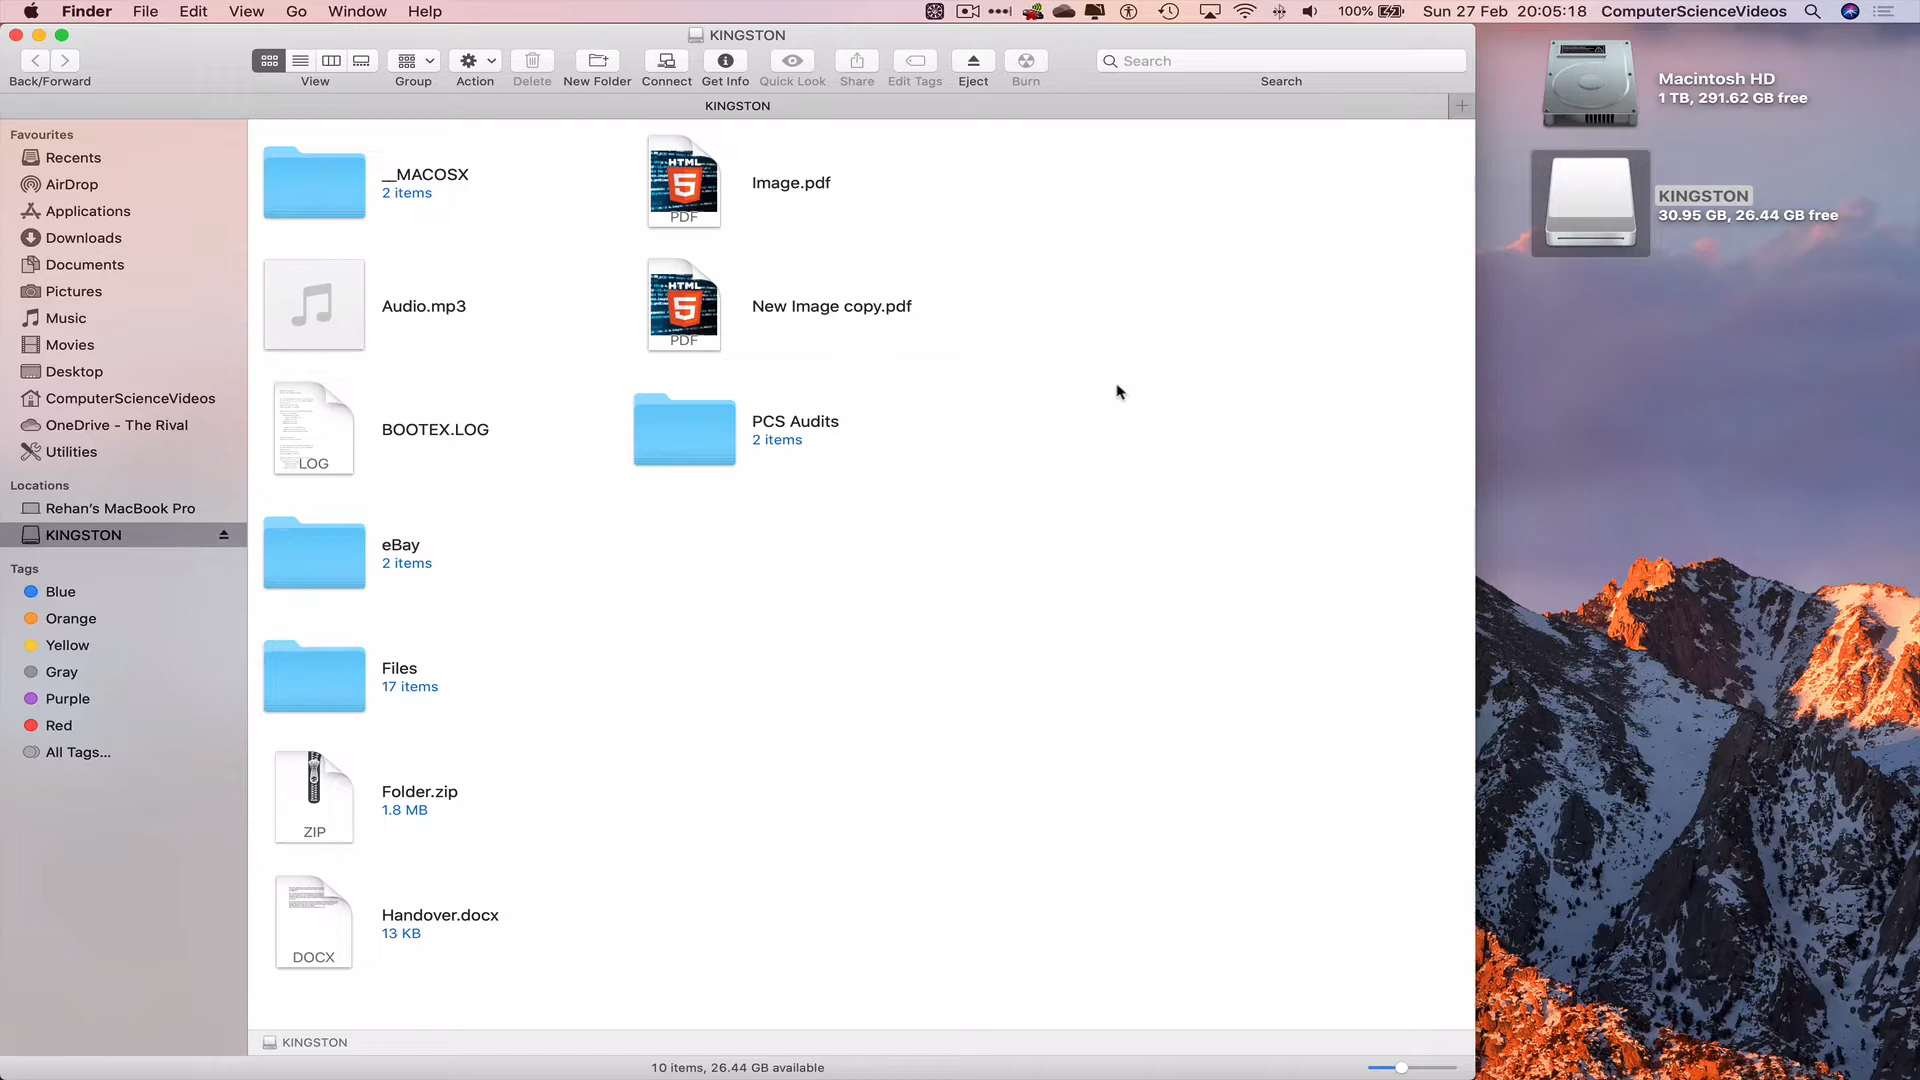 Finder File Edit View Go Window Help 100% Sun 27 Feb 20:05:18 ComputerScienceVideos
KINGSTON
Search
Back/Forward View Group Action Delete New Folder Connect Get Info Quick Look Share Edit Tags Eject Burn Search
KINGSTON
Favourites
Recents
AirDrop
Applications
Downloads
Documents
Pictures
Music
Movies
Desktop
ComputerScienceVideos
OneDrive - The Rival
Utilities
Locations
Rehan's MacBook Pro
KINGSTON
Tags
Blue
Orange
Yellow
Gray
Purple
Red
All Tags...
__MACOSX
2 items
Audio.mp3
LOG
BOOTEX.LOG
eBay
2 items
Files
17 items
ZIP
Folder.zip
1.8 MB
DOCX
Handover.docx
13 KB
HTML
5
PDF
Image.pdf
HTML
5
PDF
New Image copy.pdf
PCS Audits
2 items
KINGSTON
10 items, 26.44 GB available
Macintosh HD
1 TB, 291.62 GB free
KINGSTON
30.95 GB, 26.44 GB free